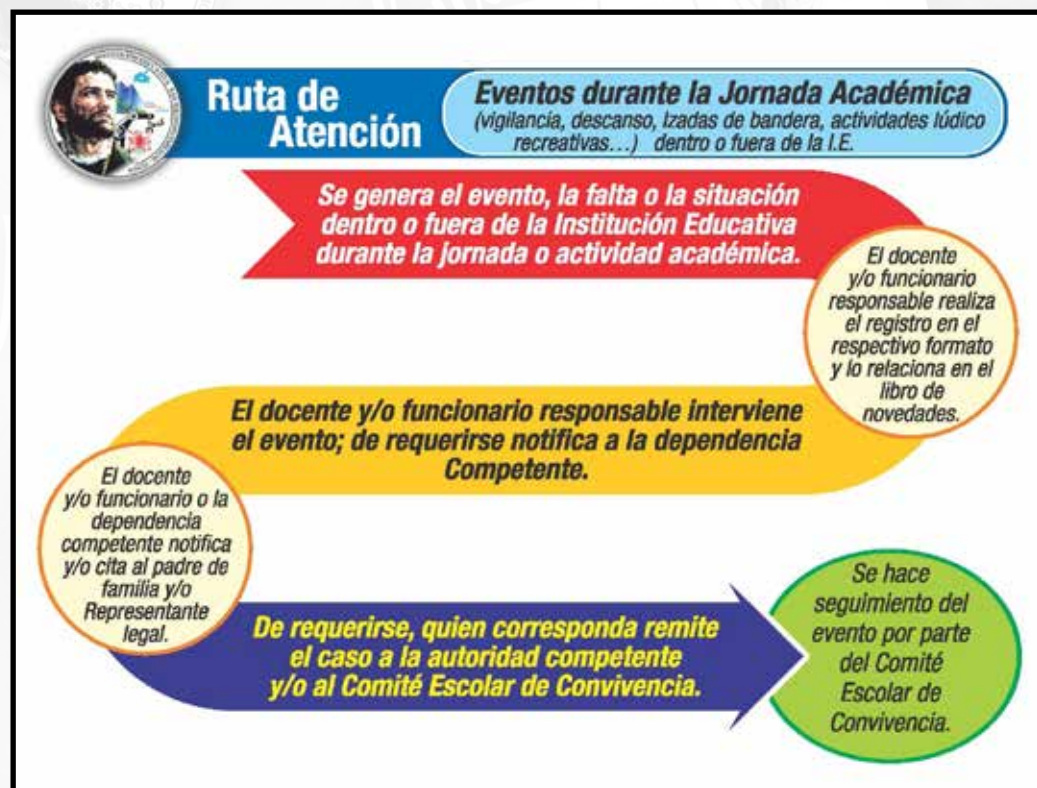 Ruta de
Atención
Eventos durante la Jornada Académica
(vigilancia, descanso, Izadas de bandera, actividades lúdico
recreativas…) dentro o fuera de la I.E.
Se genera el evento, la falta o la situación
dentro o fuera de la Institución Educativa
durante la jornada o actividad académica.
El docente
y/o funcionario
responsable realiza
el registro en el
respectivo formato
y lo relaciona en el
libro de
novedades.
El docente y/o funcionario responsable interviene
el evento; de requerirse notifica a la dependencia
Competente.
El docente
y/o funcionario o la
dependencia
competente notifica
y/o cita al padre de
familia y/o
Representante
legal.
De requerirse, quien corresponda remite
el caso a la autoridad competente
y/o al Comité Escolar de Convivencia.
Se hace
seguimiento del
evento por parte
del Comité
Escolar de
Convivencia.